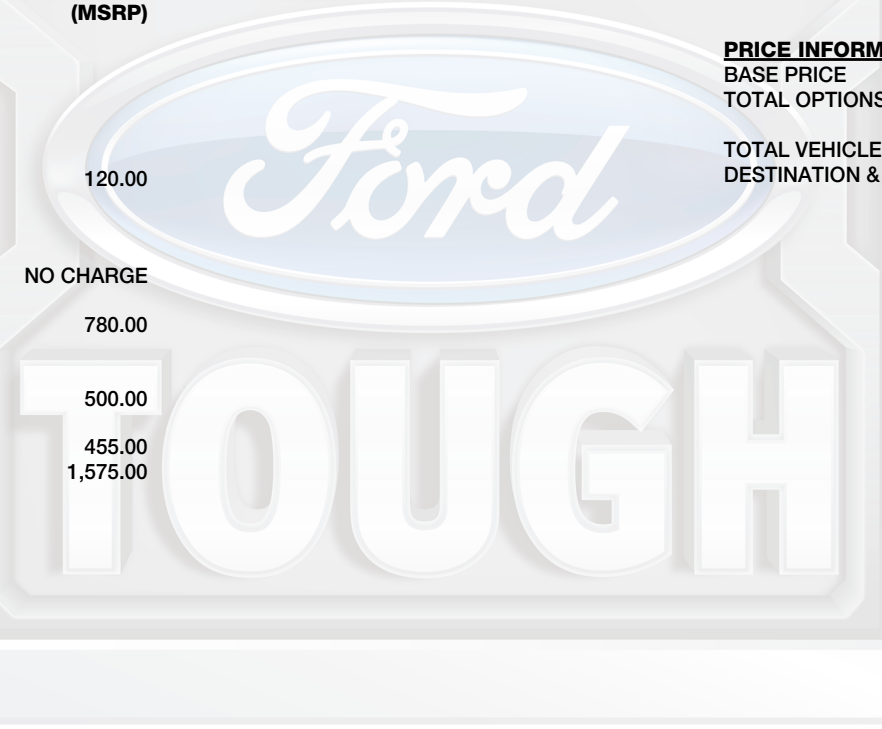 (MSRP)
PRICE INFORM
BASE PRICE
TOTAL OPTIONS
TOTAL VEHICLE
DESTINATION &
120.00
NO CHARGE
780.00
500.00
455.00
1,575.00
Ford
TOUGH